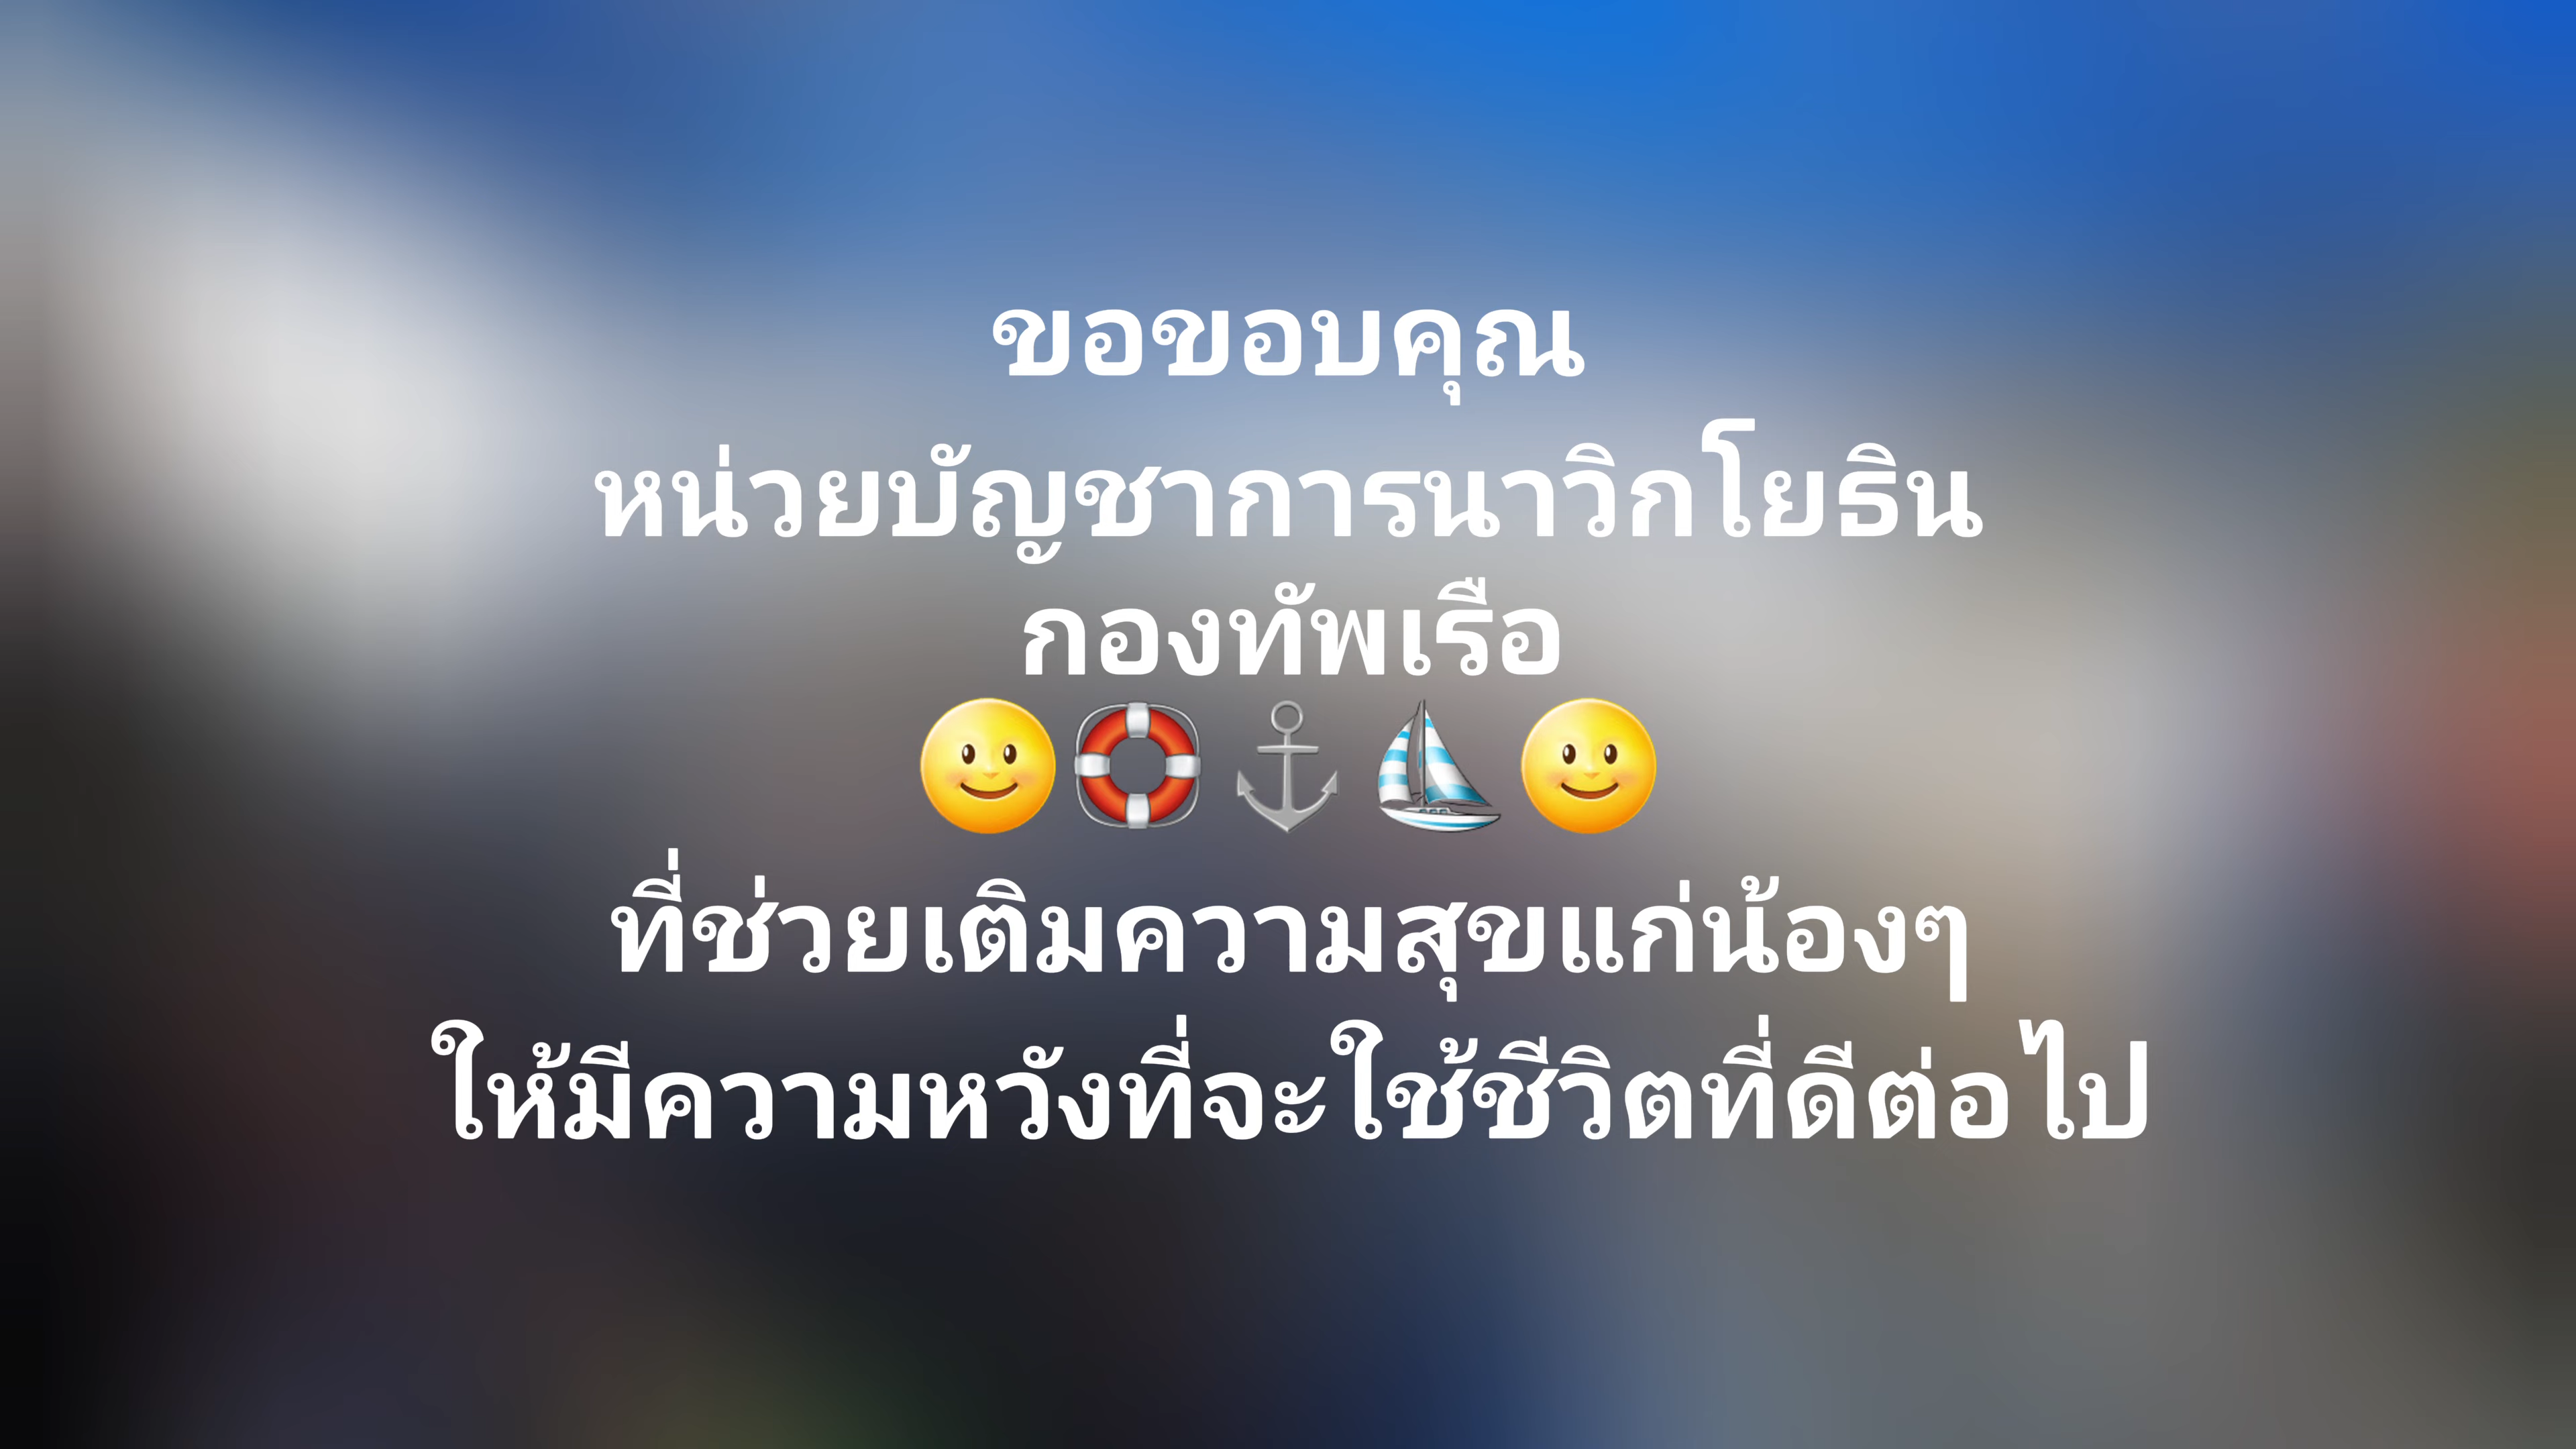 ขอขอบคุณ
หน่วยบัญชาการนาวิกโยธิน
กองทัพเรือ
🌝🛟⚓⛵🌝
ที่ช่วยเติมความสุขแก่น้องๆ
ให้มีความหวังที่จะใช้ชีวิตที่ดีต่อไป